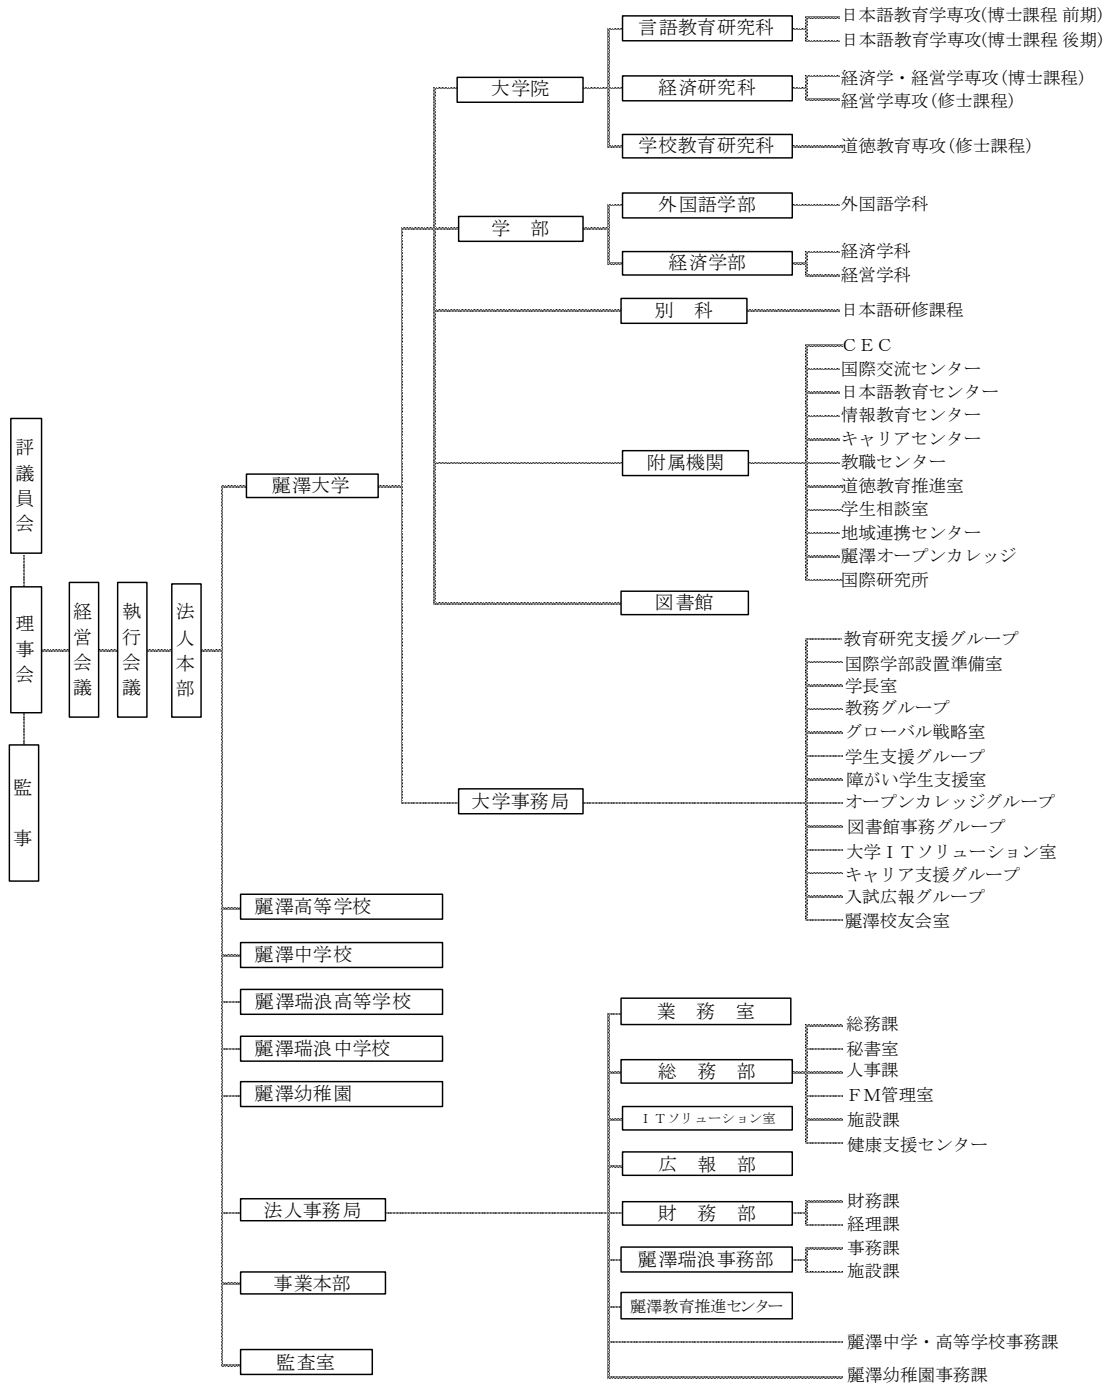 評議員会
理事会
監　事
経営会議
執行会議
法人本部
麗澤大学
大学院
言語教育研究科
日本語教育学専攻(博士課程 前期)
日本語教育学専攻(博士課程 後期)
経済研究科
経済学・経営学専攻(博士課程)
経営学専攻(修士課程)
学校教育研究科
道徳教育専攻(修士課程)
学　部
外国語学部
外国語学科
経済学部
経済学科
経営学科
別　科
日本語研修課程
附属機関
ＣＥＣ
国際交流センター
日本語教育センター
情報教育センター
キャリアセンター
教職センター
道徳教育推進室
学生相談室
地域連携センター
麗澤オープンカレッジ
国際研究所
図書館
大学事務局
教育研究支援グループ
国際学部設置準備室
学長室
教務グループ
グローバル戦略室
学生支援グループ
障がい学生支援室
オープンカレッジグループ
図書館事務グループ
大学ＩＴソリューション室
キャリア支援グループ
入試広報グループ
麗澤校友会室
麗澤高等学校
麗澤中学校
麗澤瑞浪高等学校
麗澤瑞浪中学校
麗澤幼稚園
法人事務局
業　務　室
総　務　部
総務課
秘書室
人事課
ＦＭ管理室
施設課
健康支援センター
ＩＴソリューション室
広　報　部
財　務　部
財務課
経理課
麗澤瑞浪事務部
事務課
施設課
麗澤教育推進センター
麗澤中学・高等学校事務課
麗澤幼稚園事務課
事業本部
監査室